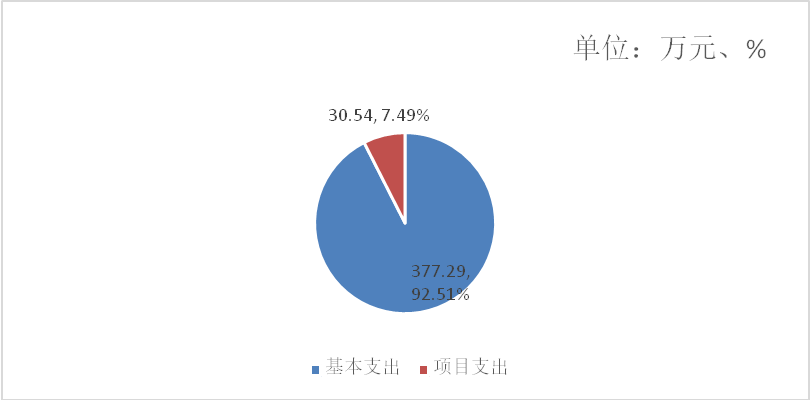 单位：万元、%
30.54, 7.49%
377.29,
92.51%
基本支出 项目支出